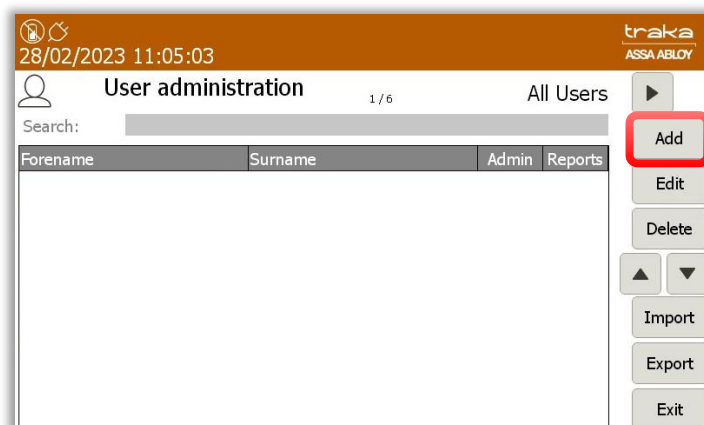 traka
28/02/2023 11:05:03
ASSA ABLOY
User administration 1/6 All Users
Search:
Add
Forename Surname Admin Reports
Edit
Delete
Import
Export
Exit